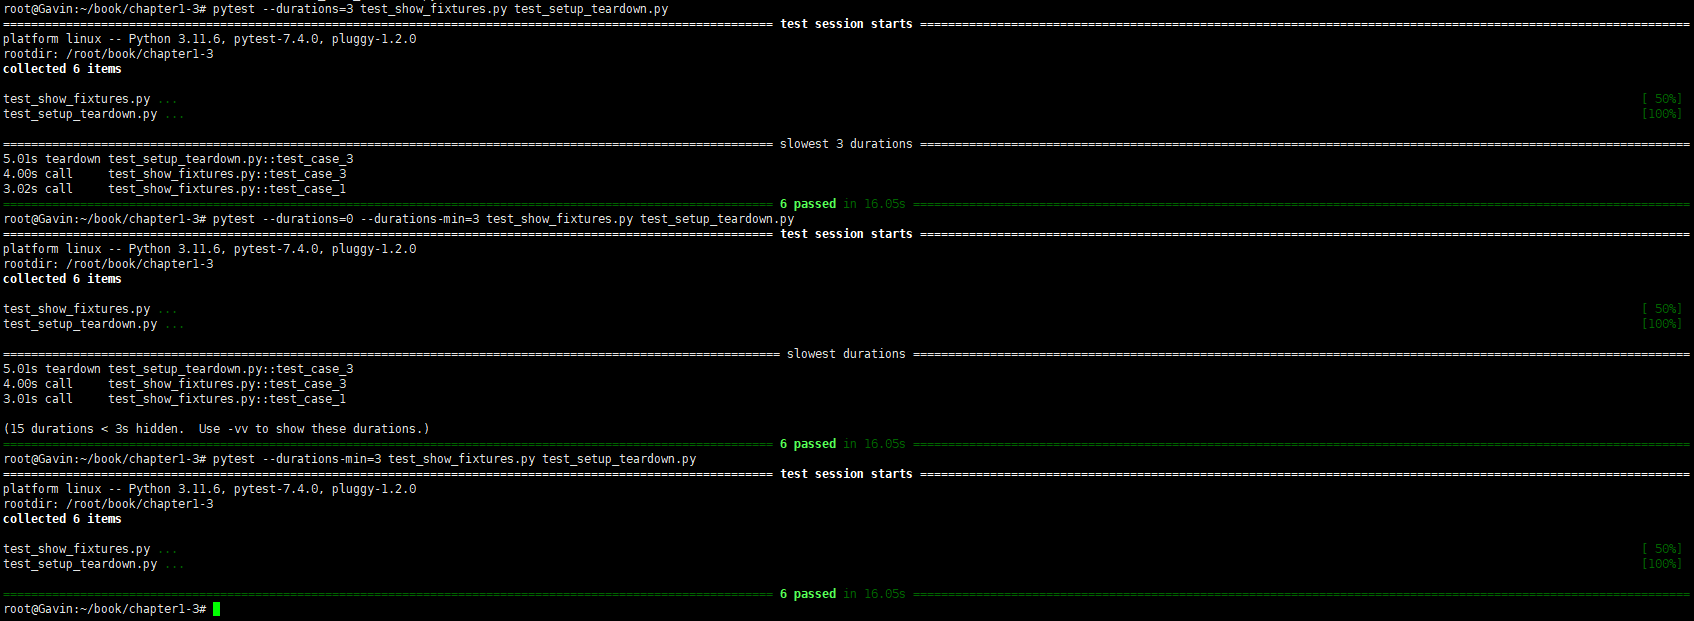 root@Gavin:~/book/chapter1-3# pytest --durations=3 test_show_fixtures.py test_setup_teardown.py
test session starts
platform linux -- Python 3.11.6, pytest-7.4.0, pluggy-1.2.0
rootdir: /root/book/chapter1-3
collected 6 items
test_show_fixtures.py ... [ 50%]
test_setup_teardown.py ... [100%]
slowest 3 durations
5.01s teardown test_setup_teardown.py::test_case_3
4.00s call     test_show_fixtures.py::test_case_3
3.02s call     test_show_fixtures.py::test_case_1
6 passed in 16.05s
root@Gavin:~/book/chapter1-3# pytest --durations=0 --durations-min=3 test_show_fixtures.py test_setup_teardown.py
test session starts
platform linux -- Python 3.11.6, pytest-7.4.0, pluggy-1.2.0
rootdir: /root/book/chapter1-3
collected 6 items
test_show_fixtures.py ... [ 50%]
test_setup_teardown.py ... [100%]
slowest durations
5.01s teardown test_setup_teardown.py::test_case_3
4.00s call     test_show_fixtures.py::test_case_3
3.01s call     test_show_fixtures.py::test_case_1
(15 durations < 3s hidden.  Use -vv to show these durations.)
6 passed in 16.05s
root@Gavin:~/book/chapter1-3# pytest --durations-min=3 test_show_fixtures.py test_setup_teardown.py
test session starts
platform linux -- Python 3.11.6, pytest-7.4.0, pluggy-1.2.0
rootdir: /root/book/chapter1-3
collected 6 items
test_show_fixtures.py ... [ 50%]
test_setup_teardown.py ... [100%]
6 passed in 16.05s
root@Gavin:~/book/chapter1-3#